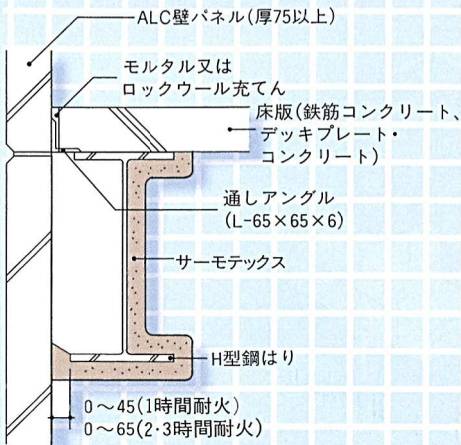 ALC壁パネル(厚75以上)
モルタル又は
ロックウール充てん
床版(鉄筋コンクリート、
デッキプレート・
コンクリート)
通しアングル
(L-65×65×6)
サーモテックス
H型鋼はり
0～45(1時間耐火)
0～65(2·3時間耐火)